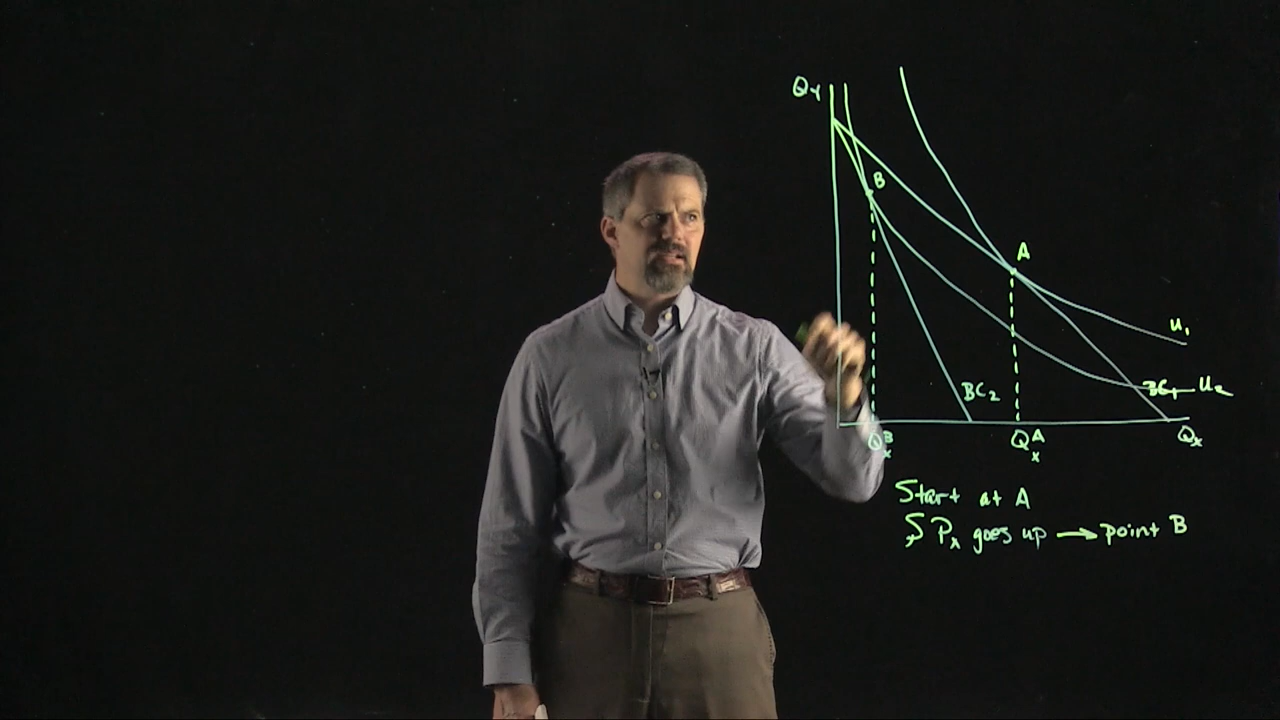 Qy
B
A
U₁
BC₂
BC₁ U₂
Qₓᴮ
Qₓᴬ
Qₓ
Start at A
Pₓ goes up → point B